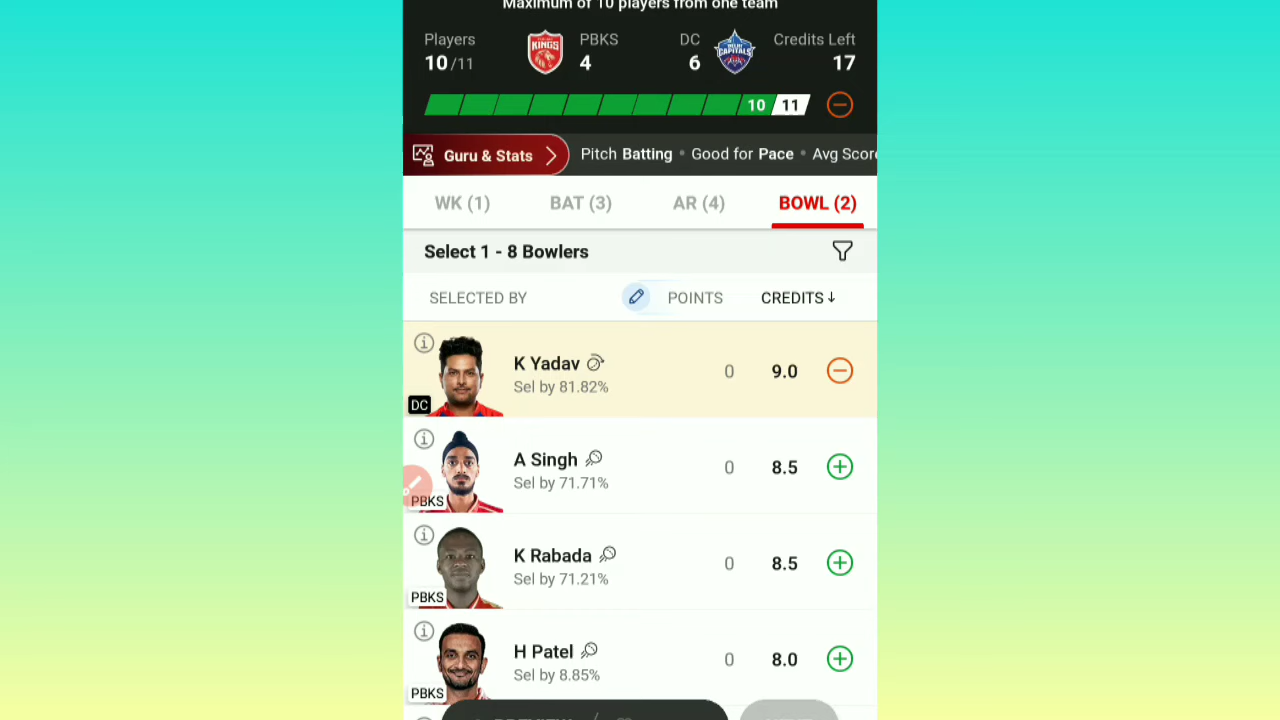 Maximum of 10 players from one team
Players PBKS DC Credits Left
10/11 KINGS 4 6 CAPITALS 17
10 11
Guru & Stats Pitch Batting • Good for Pace • Avg Score
WK (1) BAT (3) AR (4) BOWL (2)
Select 1 - 8 Bowlers
SELECTED BY POINTS CREDITS↓
K Yadav 0 9.0
Sel by 81.82%
DC
A Singh 0 8.5
Sel by 71.71%
PBKS
K Rabada 0 8.5
Sel by 71.21%
PBKS
H Patel 0 8.0
Sel by 8.85%
PBKS